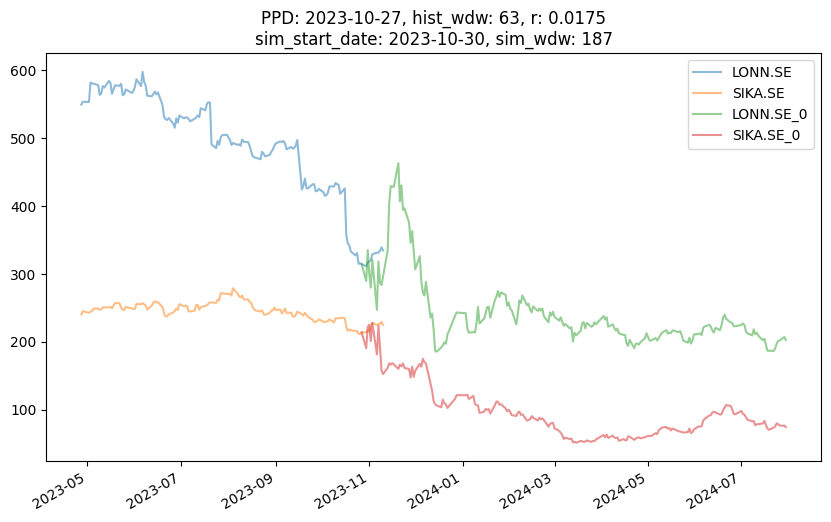 PPD: 2023-10-27, hist_wdw: 63, r: 0.0175
sim_start_date: 2023-10-30, sim_wdw: 187
LONN.SE
SIKA.SE
LONN.SE_0
SIKA.SE_0
600
500
400
300
200
100
2023-05
2023-07
2023-09
2023-11
2024-01
2024-03
2024-05
2024-07